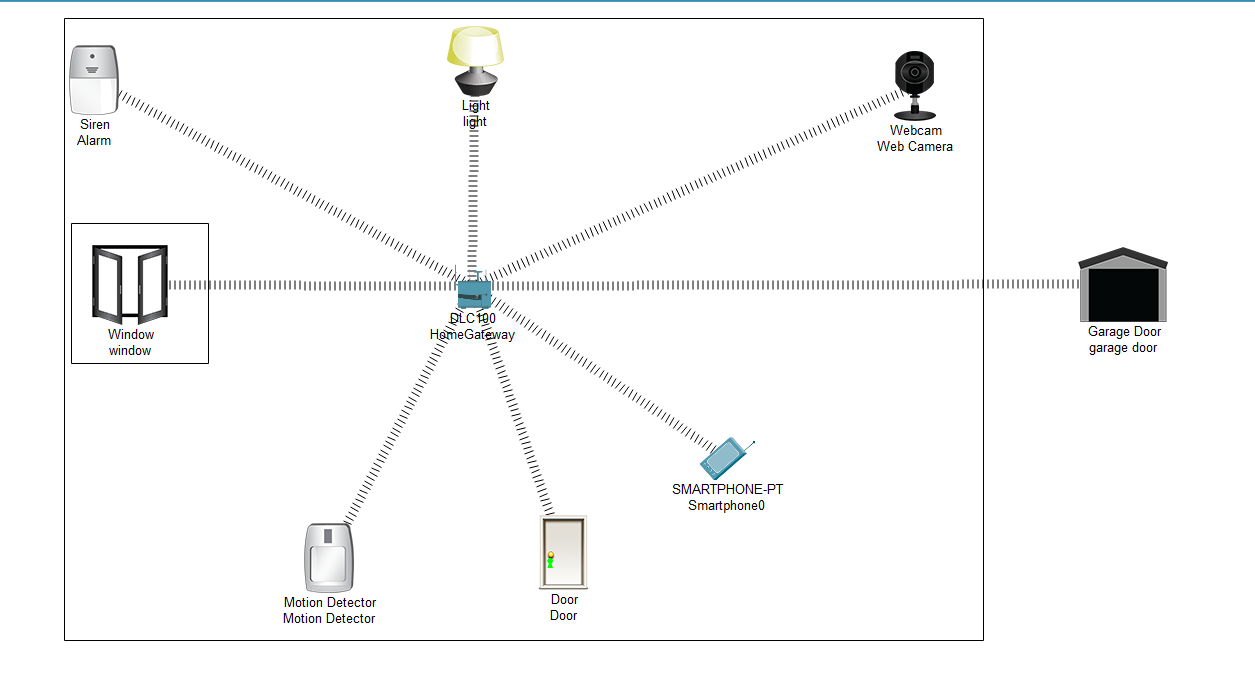 Siren
Alarm
Light
light
Webcam
Web Camera
Window
window
DLC100
HomeGateway
Garage Door
garage door
SMARTPHONE-PT
Smartphone0
Motion Detector
Motion Detector
Door
Door